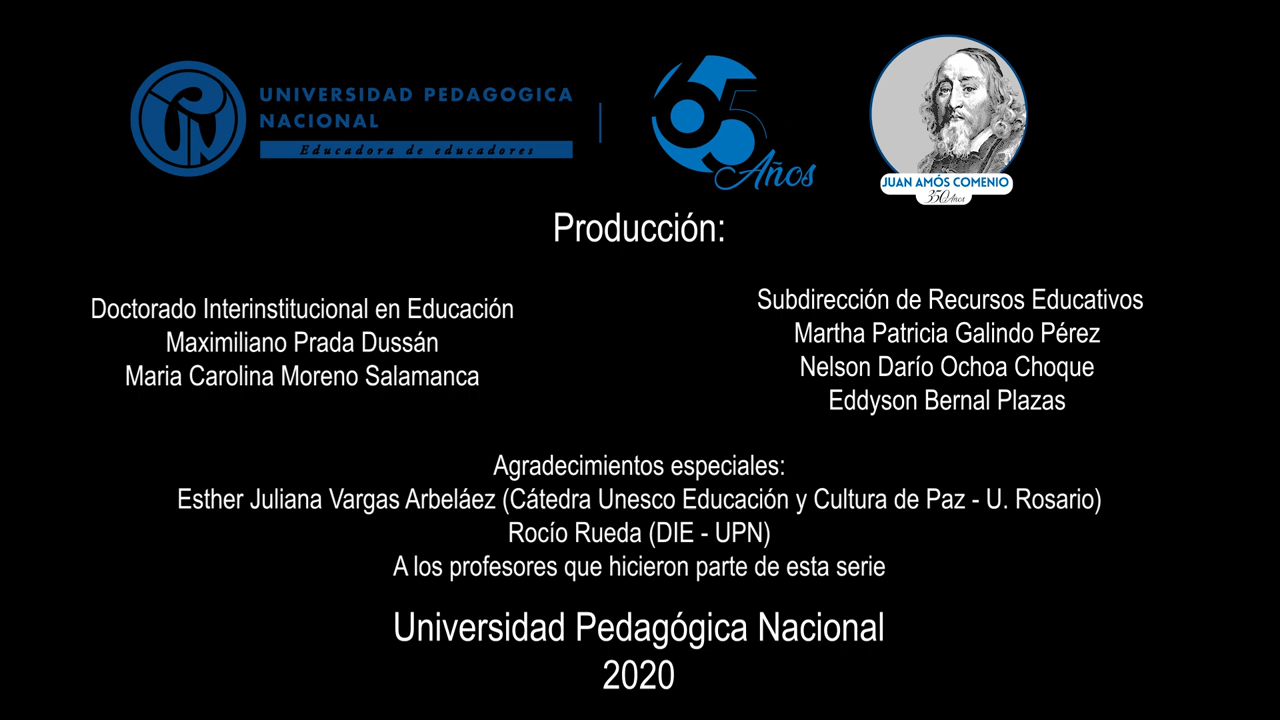 UNIVERSIDAD PEDAGOGICA
NACIONAL
Educadora de educadores
65
Años
JUAN AMÓS COMENIO
350 Años
Producción:
Doctorado Interinstitucional en Educación
Maximiliano Prada Dussán
Maria Carolina Moreno Salamanca
Subdirección de Recursos Educativos
Martha Patricia Galindo Pérez
Nelson Darío Ochoa Choque
Eddyson Bernal Plazas
Agradecimientos especiales:
Esther Juliana Vargas Arbeláez (Cátedra Unesco Educación y Cultura de Paz - U. Rosario)
Rocío Rueda (DIE - UPN)
A los profesores que hicieron parte de esta serie
Universidad Pedagógica Nacional
2020